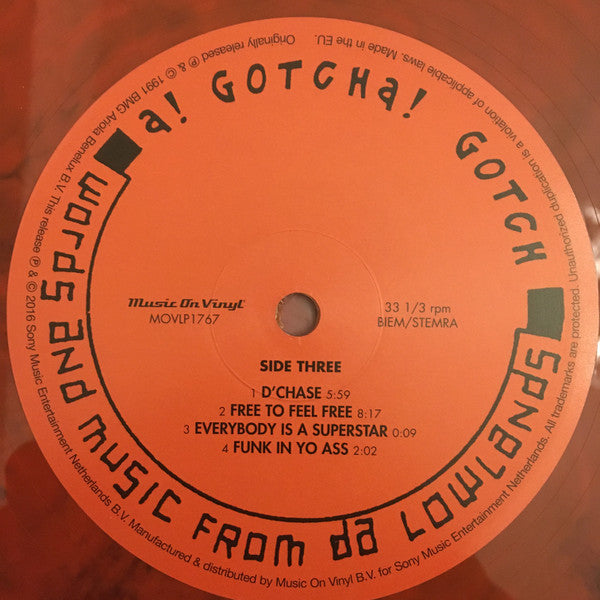 a! GOTCHa! GOTCH
words and music from da Lowlands
Music On Vinyl
MOVLP1767
33 1/3 rpm
BIEM/STEMRA
SIDE THREE
1 D'CHASE 5:59
2 FREE TO FEEL FREE 8:17
3 EVERYBODY IS A SUPERSTAR 0:09
4 FUNK IN YO ASS 2:02
Originally released ℗ & © 1991 BMG Ariola Benelux B.V. This release ℗ & © 2016 Sony Music Entertainment Netherlands B.V. Manufactured & distributed by Music On Vinyl B.V. for Sony Music Entertainment Netherlands. All trademarks are protected. Unauthorized duplication is a violation of applicable laws. Made in the EU.